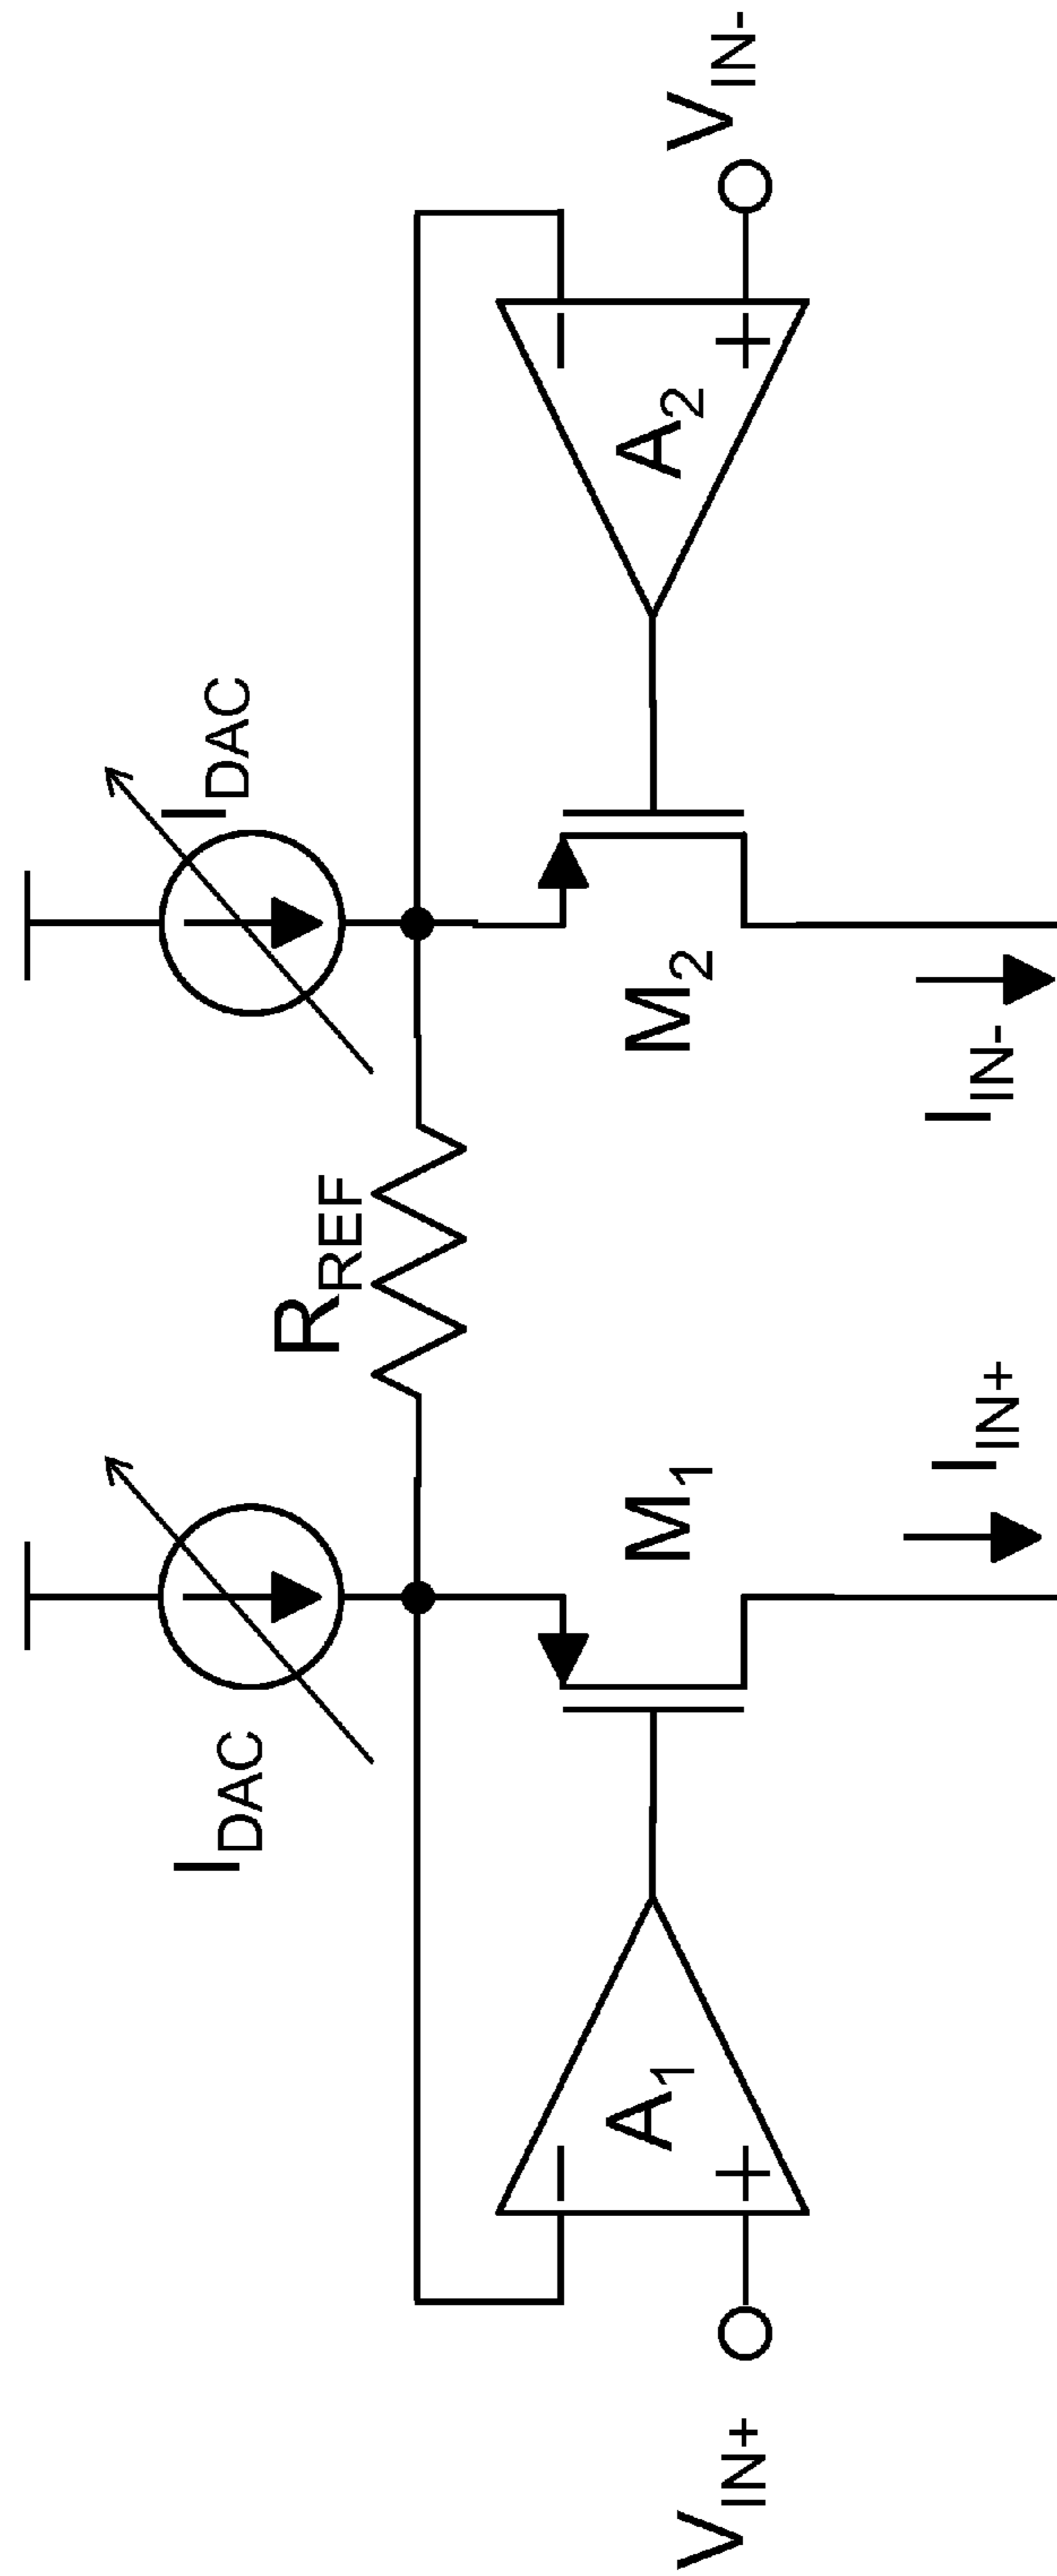 I_DAC
I_DAC
R_REF
A_1
M_1
M_2
A_2
−
−
+
+
V_IN+
I_IN+
I_IN-
V_IN-